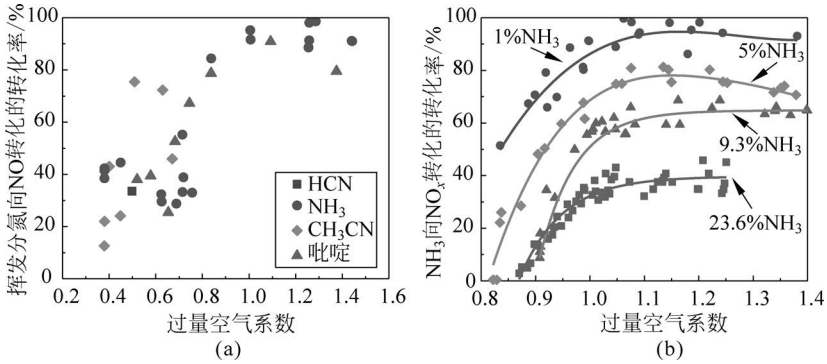 挥发分氮向NO转化的转化率/%
100
80
60
40
20
0
0.2 0.4 0.6 0.8 1.0 1.2 1.4 1.6
HCN
NH₃
CH₃CN
吡啶
过量空气系数
(a)
NH₃向NOₓ转化的转化率/%
100
80
60
40
20
0
0.8 0.9 1.0 1.1 1.2 1.3 1.4
1%NH₃
5%NH₃
9.3%NH₃
23.6%NH₃
过量空气系数
(b)